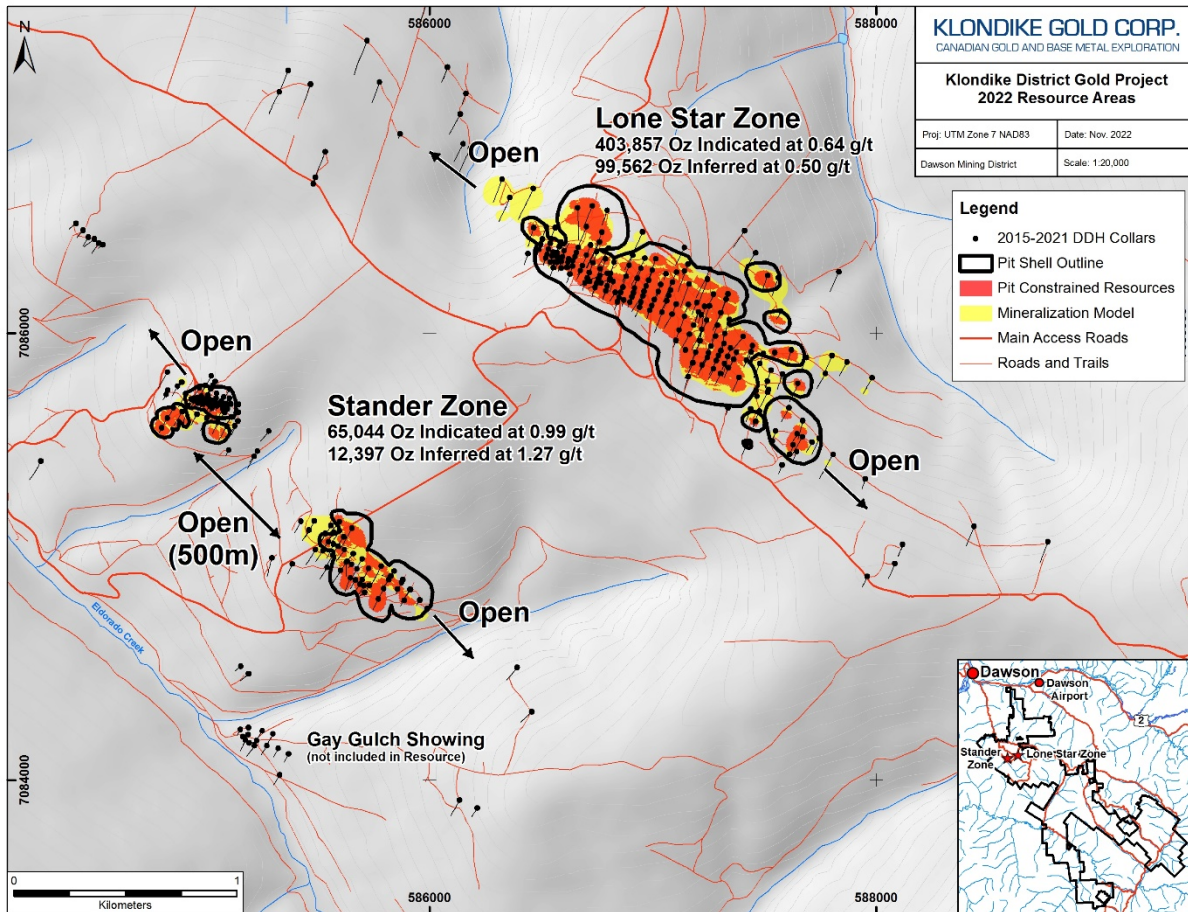 586000
588000
N
KLONDIKE GOLD CORP.
CANADIAN GOLD AND BASE METAL EXPLORATION
Klondike District Gold Project
2022 Resource Areas
Proj: UTM Zone 7 NAD83
Date: Nov. 2022
Dawson Mining District
Scale: 1:20,000
Legend
2015-2021 DDH Collars
Pit Shell Outline
Pit Constrained Resources
Mineralization Model
Main Access Roads
Roads and Trails
Lone Star Zone
403,857 Oz Indicated at 0.64 g/t
99,562 Oz Inferred at 0.50 g/t
Open
7086000
Open
Stander Zone
65,044 Oz Indicated at 0.99 g/t
12,397 Oz Inferred at 1.27 g/t
Open
Open
(500m)
Open
Eldorado Creek
Gay Gulch Showing
(not included in Resource)
7084000
Dawson
Dawson
Airport
2
Stander
Zone
Lone Star Zone
0
1
Kilometers
586000
588000